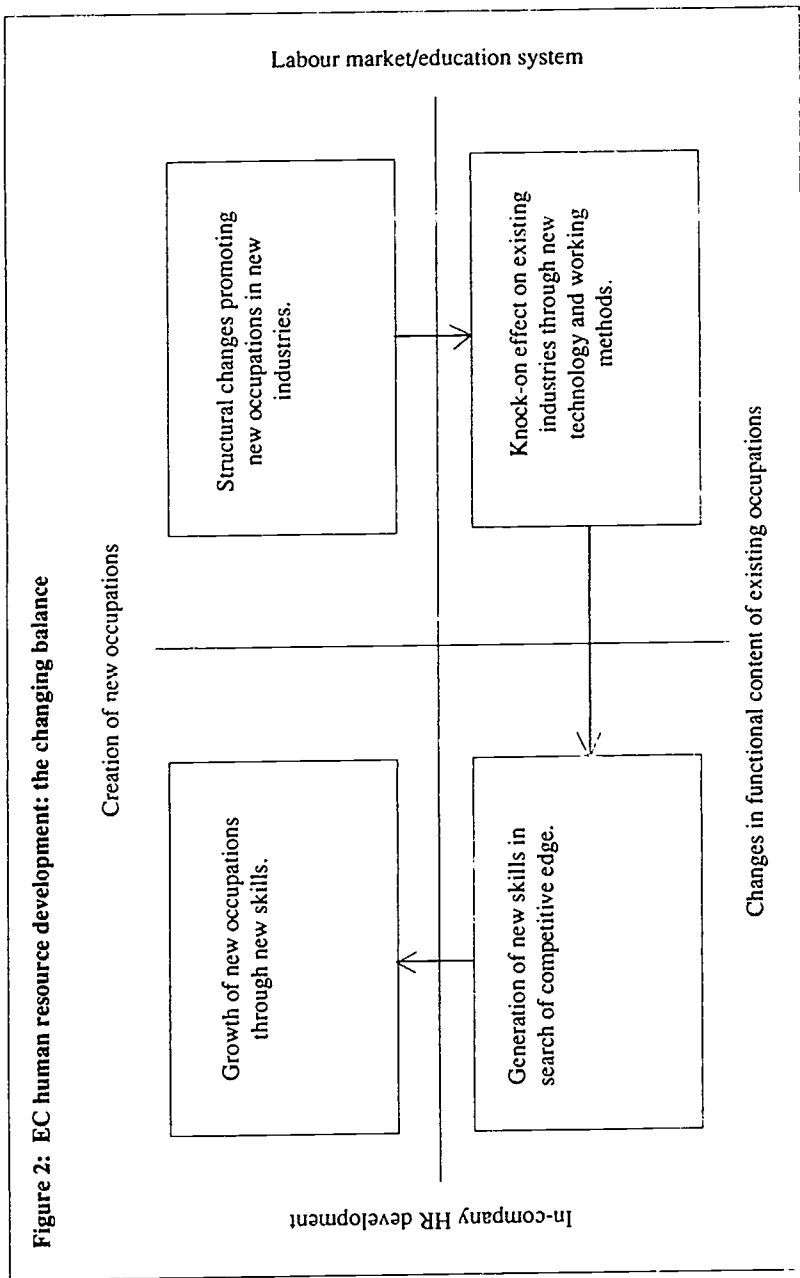 Figure 2: EC human resource development: the changing balance
Creation of new occupations
Growth of new occupations
through new skills.
Structural changes promoting
new occupations in new
industries.
In-company HR development
Labour market/education system
Generation of new skills in
search of competitive edge.
Knock-on effect on existing
industries through new
technology and working
methods.
Changes in functional content of existing occupations